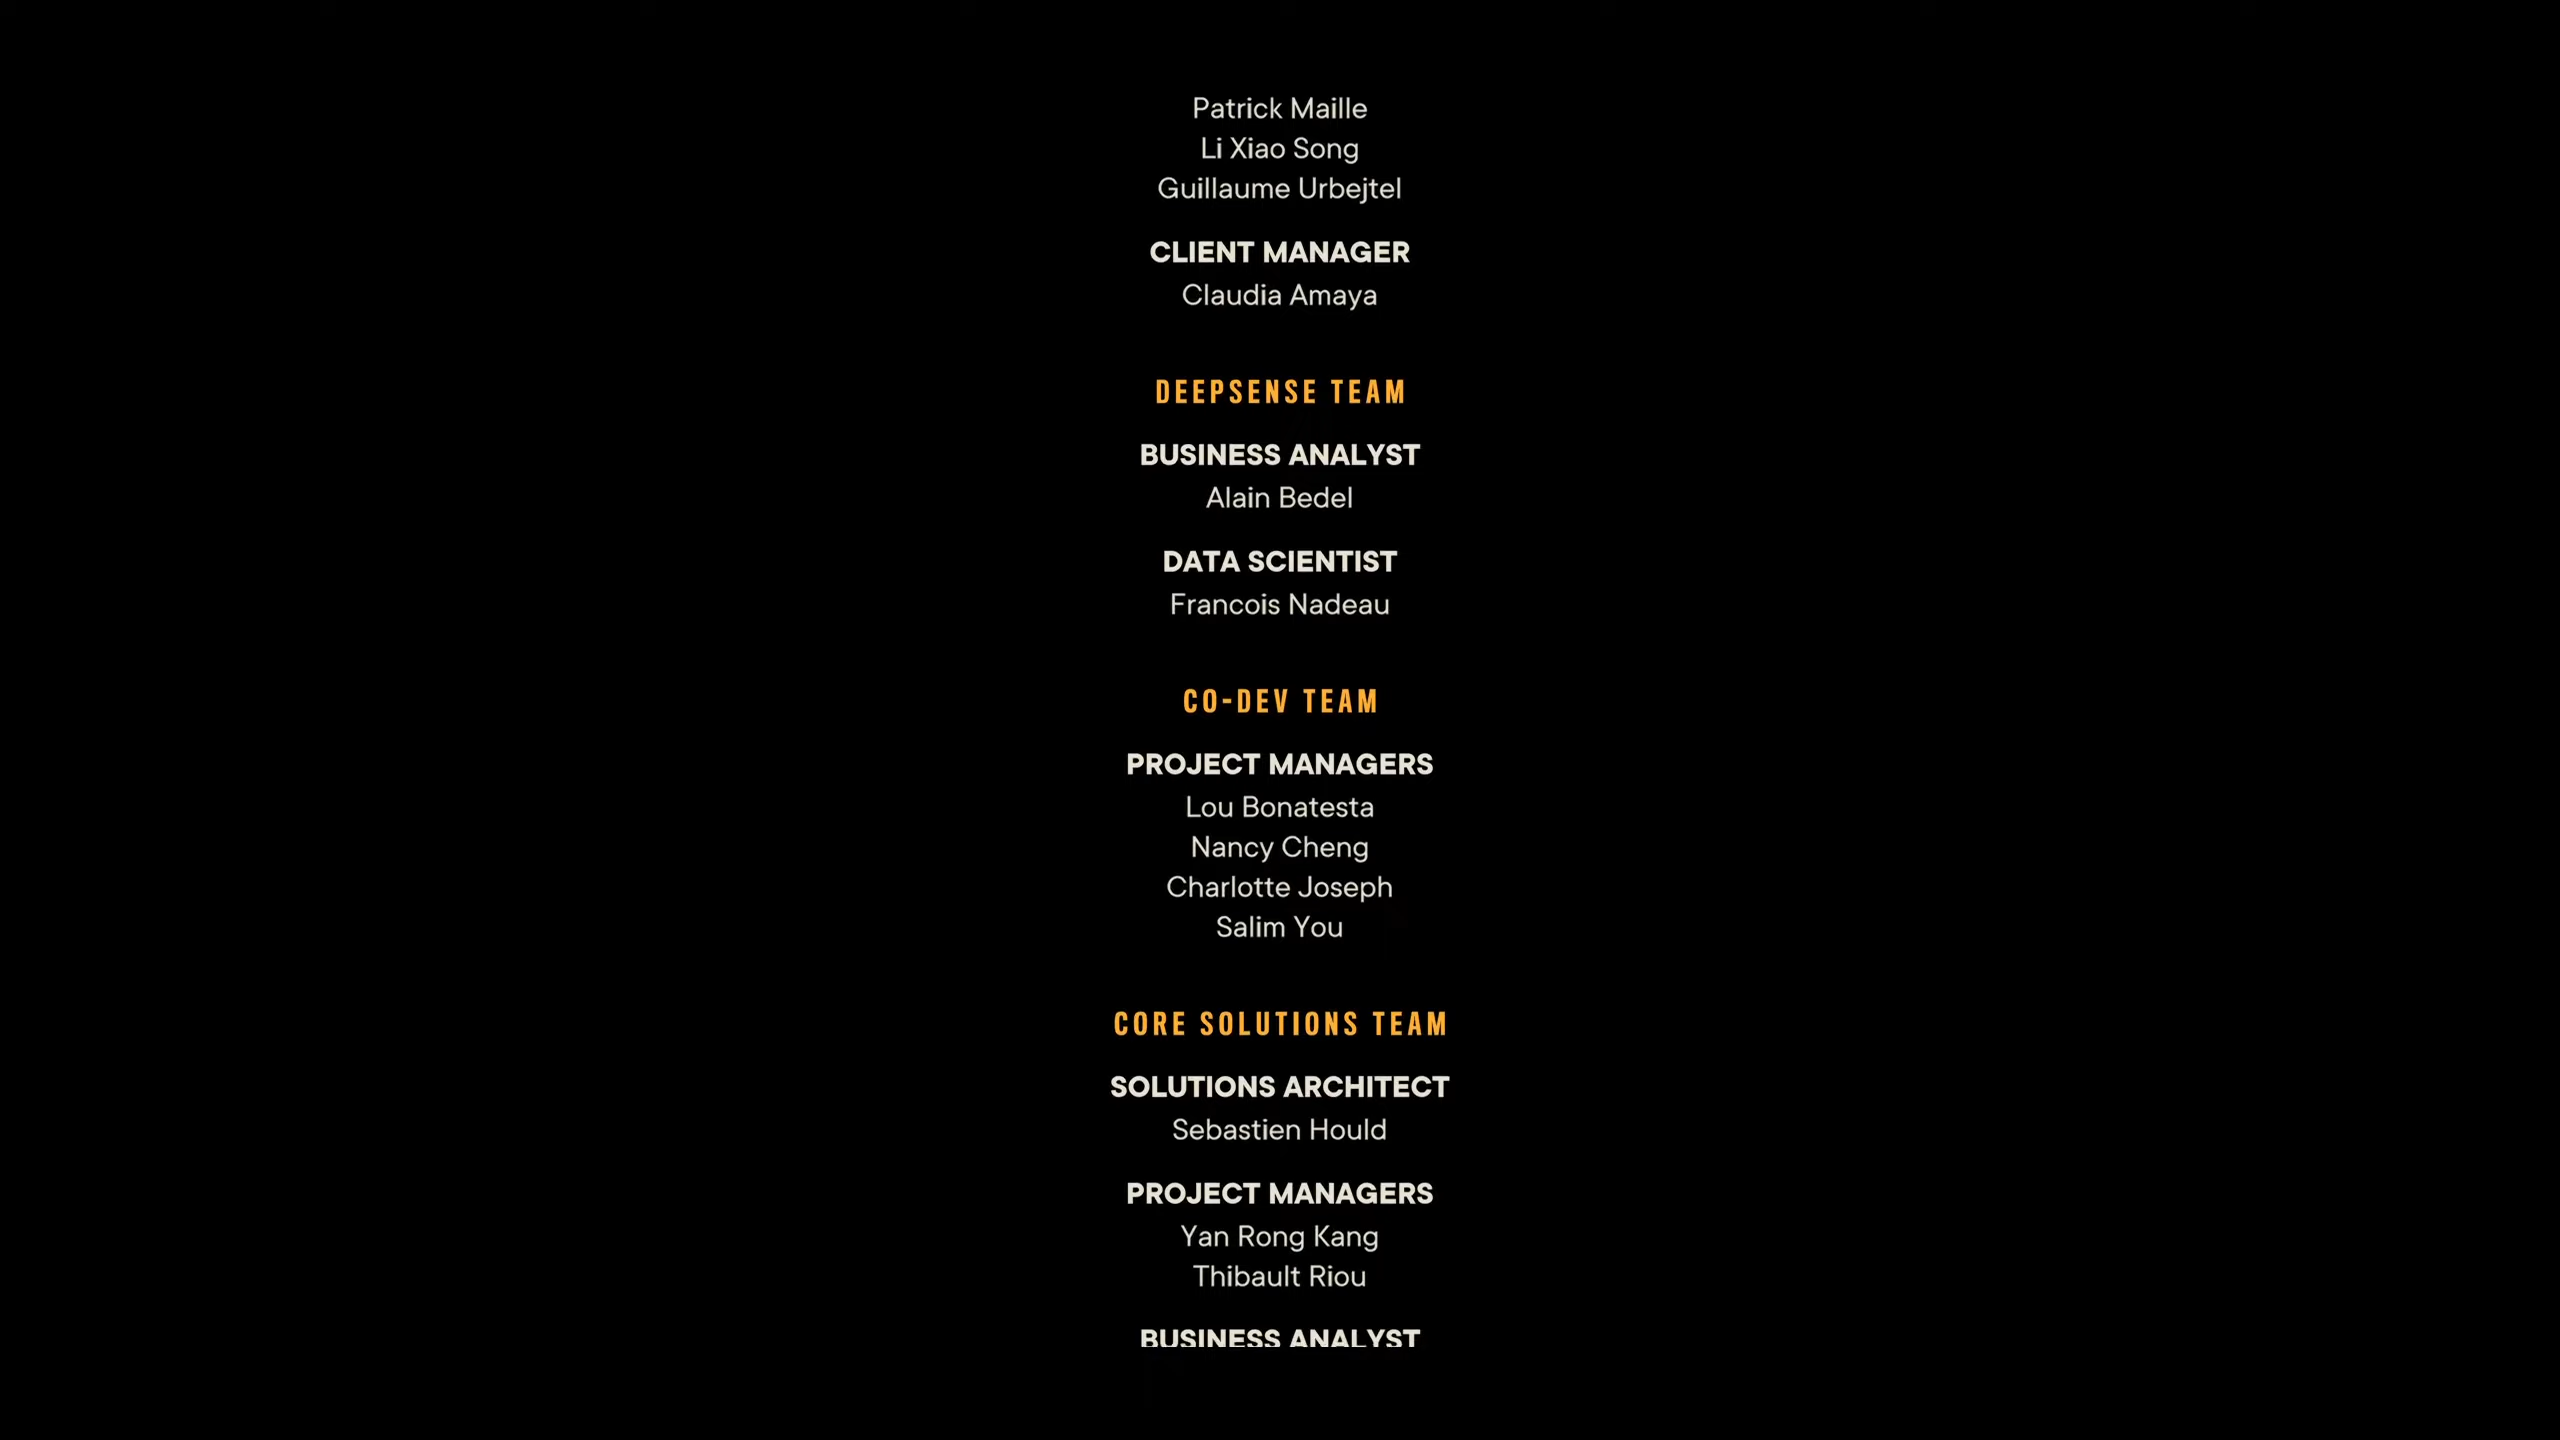 Patrick Maille
Li Xiao Song
Guillaume Urbejtel
CLIENT MANAGER
Claudia Amaya
DEEPSENSE TEAM
BUSINESS ANALYST
Alain Bedel
DATA SCIENTIST
Francois Nadeau
CO-DEV TEAM
PROJECT MANAGERS
Lou Bonatesta
Nancy Cheng
Charlotte Joseph
Salim You
CORE SOLUTIONS TEAM
SOLUTIONS ARCHITECT
Sebastien Hould
PROJECT MANAGERS
Yan Rong Kang
Thibault Riou
BUSINESS ANALYST